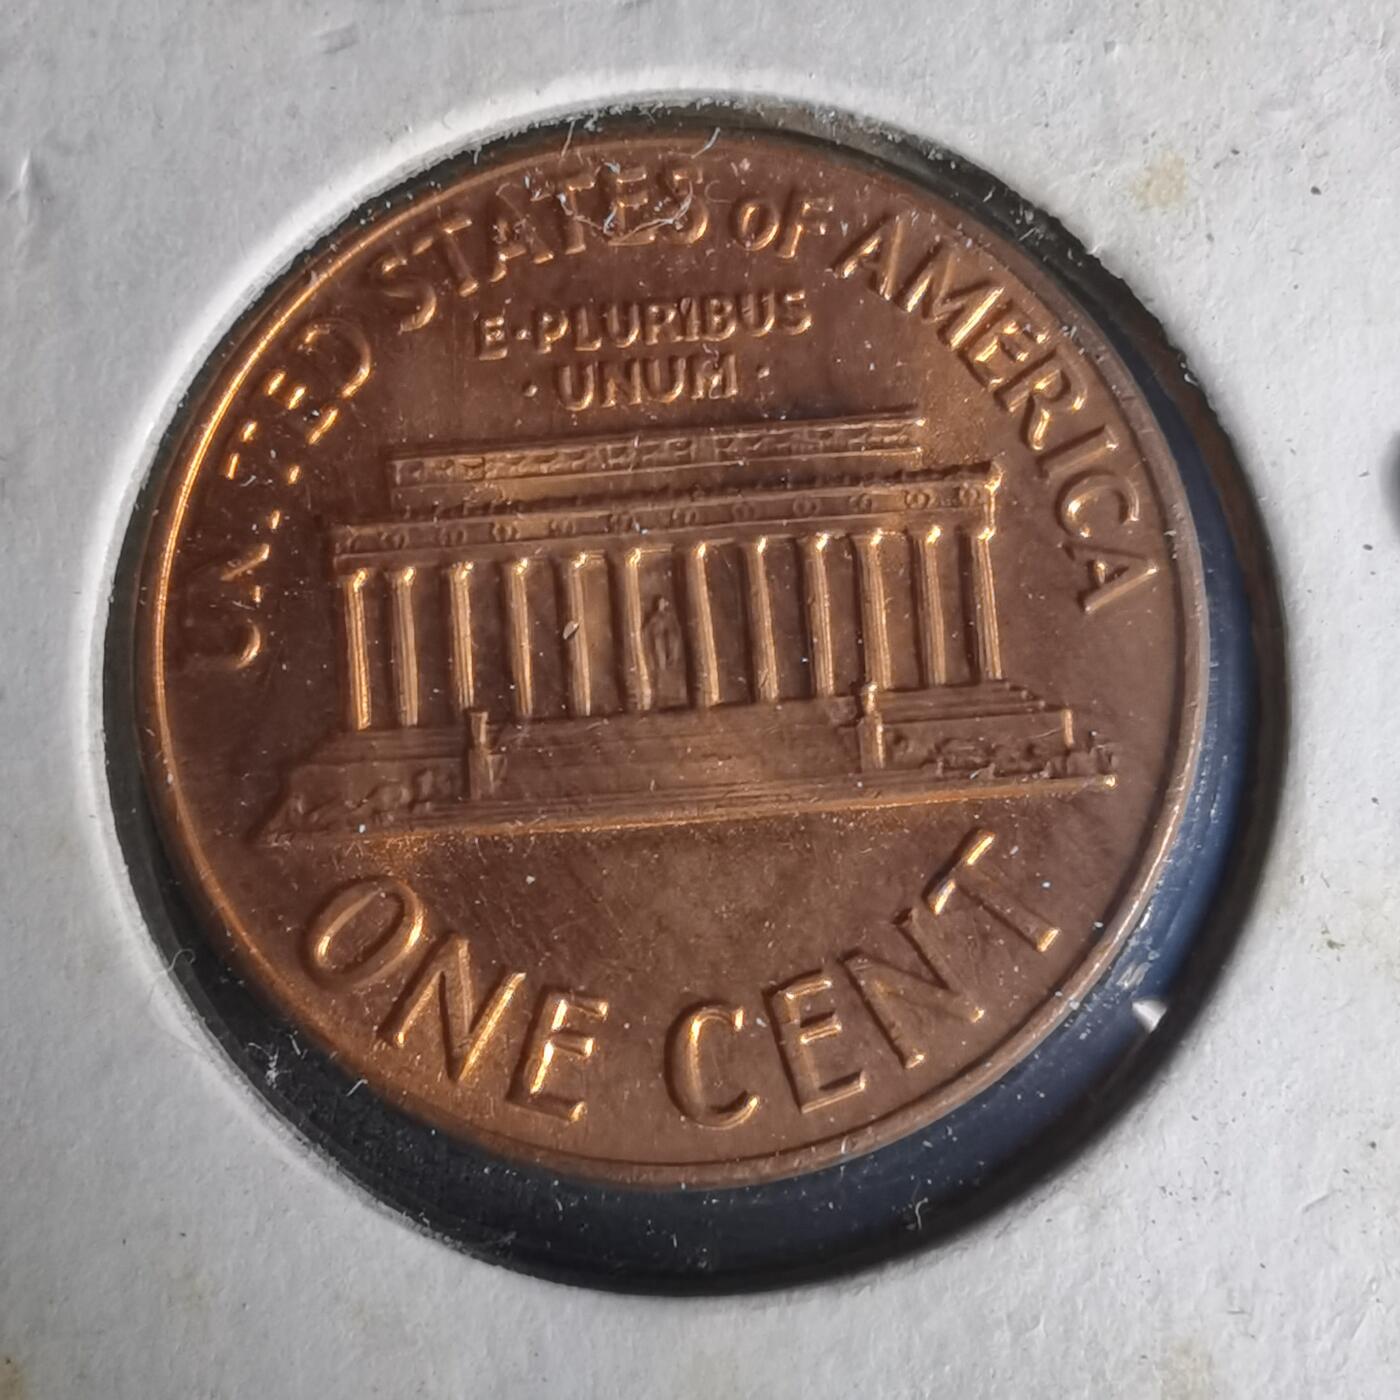 UNITED STATES OF AMERICA
E·PLURIBUS
·UNUM·
ONE CENT